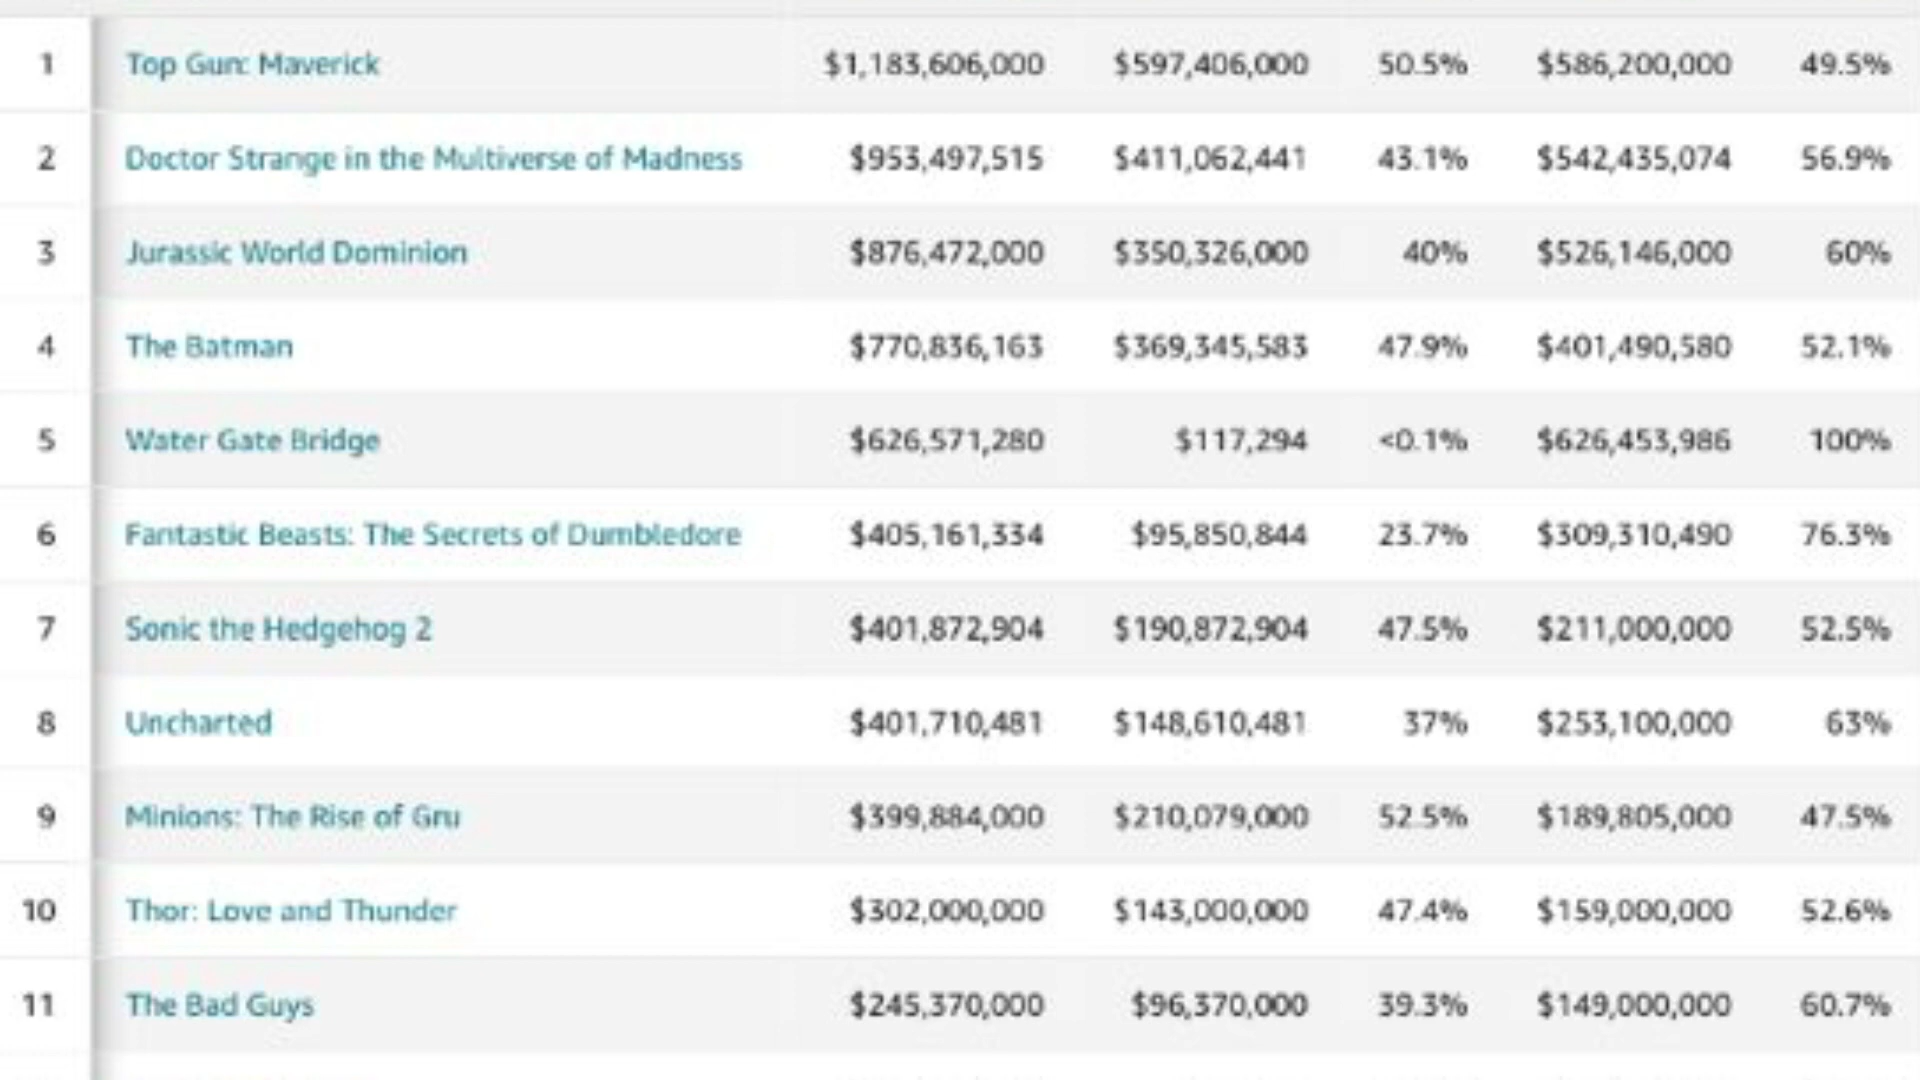 1 Top Gun: Maverick $1,183,606,000 $597,406,000 50.5% $586,200,000 49.5%
2 Doctor Strange in the Multiverse of Madness $953,497,515 $411,062,441 43.1% $542,435,074 56.9%
3 Jurassic World Dominion $876,472,000 $350,326,000 40% $526,146,000 60%
4 The Batman $770,836,163 $369,345,583 47.9% $401,490,580 52.1%
5 Water Gate Bridge $626,571,280 $117,294 <0.1% $626,453,986 100%
6 Fantastic Beasts: The Secrets of Dumbledore $405,161,334 $95,850,844 23.7% $309,310,490 76.3%
7 Sonic the Hedgehog 2 $401,872,904 $190,872,904 47.5% $211,000,000 52.5%
8 Uncharted $401,710,481 $148,610,481 37% $253,100,000 63%
9 Minions: The Rise of Gru $399,884,000 $210,079,000 52.5% $189,805,000 47.5%
10 Thor: Love and Thunder $302,000,000 $143,000,000 47.4% $159,000,000 52.6%
11 The Bad Guys $245,370,000 $96,370,000 39.3% $149,000,000 60.7%